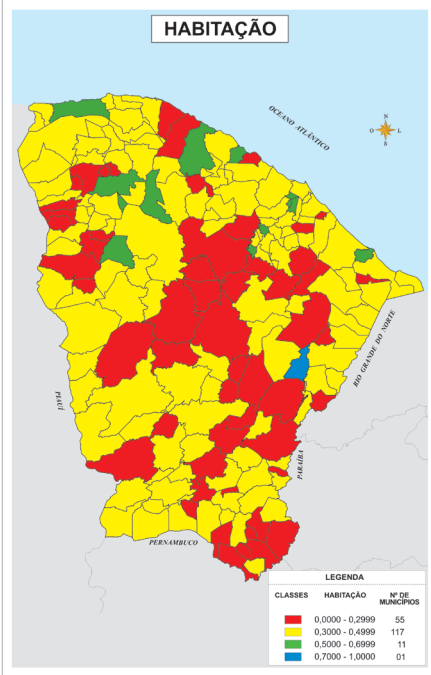 HABITAÇÃO
OCEANO ATLÂNTICO
N
O
L
S
RIO GRANDE DO NORTE
PIAUÍ
PARAÍBA
PERNAMBUCO
LEGENDA
CLASSES HABITAÇÃO Nº DE MUNICÍPIOS
0,0000 - 0,2999 55
0,3000 - 0,4999 117
0,5000 - 0,6999 11
0,7000 - 1,0000 01